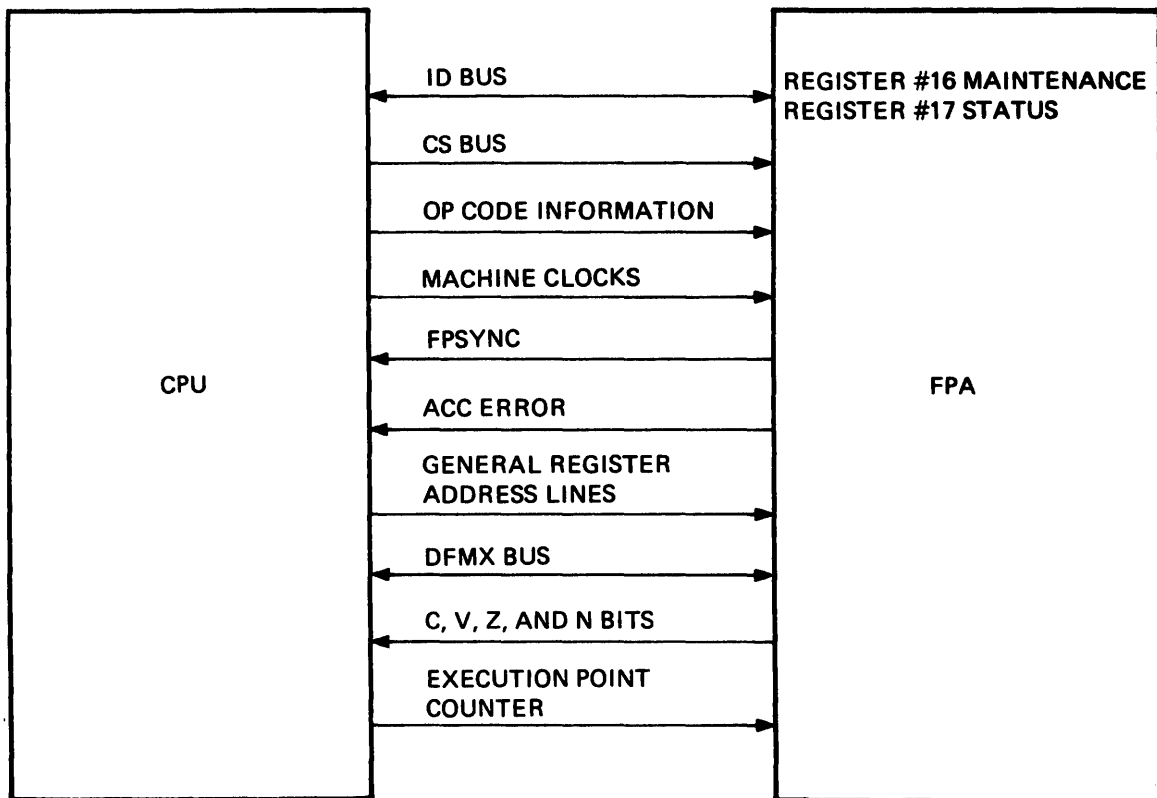 ID BUS
REGISTER #16 MAINTENANCE
REGISTER #17 STATUS
CS BUS
OP CODE INFORMATION
MACHINE CLOCKS
FPSYNC
CPU
FPA
ACC ERROR
GENERAL REGISTER
ADDRESS LINES
DFMX BUS
C, V, Z, AND N BITS
EXECUTION POINT
COUNTER